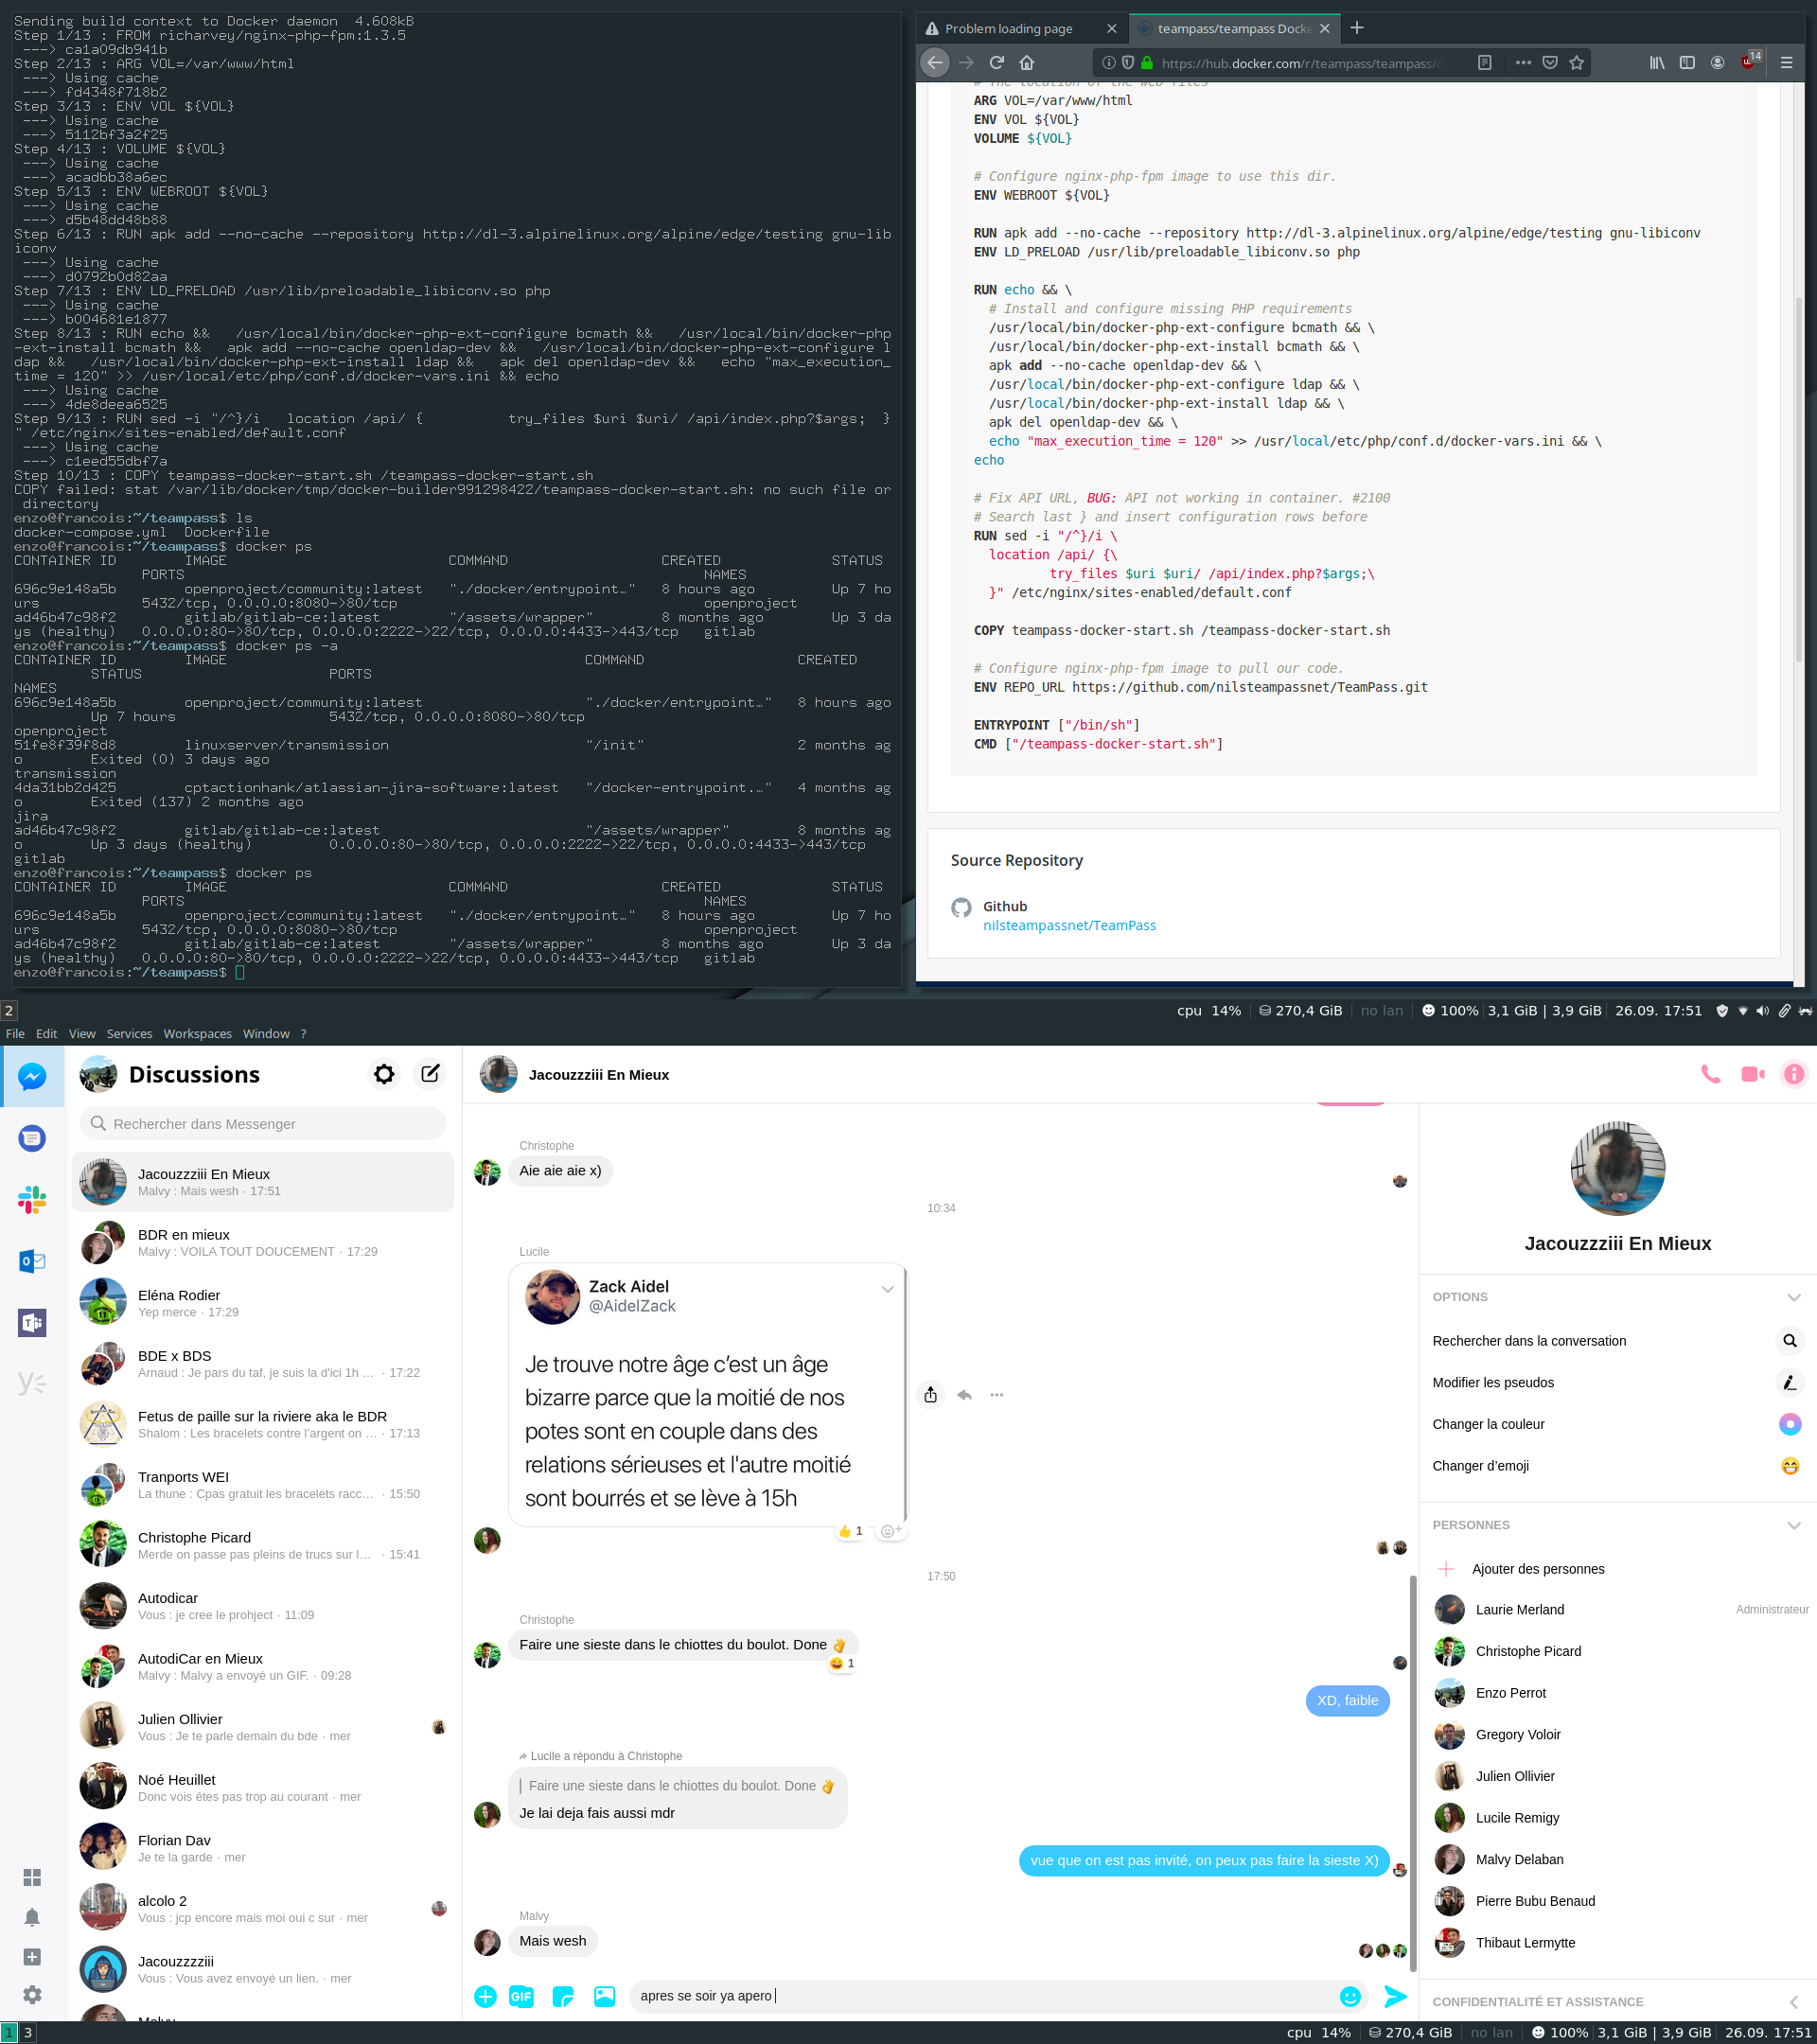 Sending build context to Docker daemon  4.608kB
Step 1/13 : FROM richarvey/nginx-php-fpm:1.3.5
 ---> ca1a09db941b
Step 2/13 : ARG VOL=/var/www/html
 ---> Using cache
 ---> fd4348f718b2
Step 3/13 : ENV VOL ${VOL}
 ---> Using cache
 ---> 5112bf3a2f25
Step 4/13 : VOLUME ${VOL}
 ---> Using cache
 ---> acadbb38a6ec
Step 5/13 : ENV WEBROOT ${VOL}
 ---> Using cache
 ---> d5b48dd48b88
Step 6/13 : RUN apk add --no-cache --repository http://dl-3.alpinelinux.org/alpine/edge/testing gnu-lib
iconv
 ---> Using cache
 ---> d0792b0d82aa
Step 7/13 : ENV LD_PRELOAD /usr/lib/preloadable_libiconv.so php
 ---> Using cache
 ---> b004681e1877
Step 8/13 : RUN echo &&   /usr/local/bin/docker-php-ext-configure bcmath &&   /usr/local/bin/docker-php
-ext-install bcmath &&   apk add --no-cache openldap-dev &&   /usr/local/bin/docker-php-ext-configure l
dap &&   /usr/local/bin/docker-php-ext-install ldap &&   apk del openldap-dev &&   echo "max_execution_
time = 120" >> /usr/local/etc/php/conf.d/docker-vars.ini && echo
 ---> Using cache
 ---> 4de8deea6525
Step 9/13 : RUN sed -i "/^}/i   location /api/ {          try_files $uri $uri/ /api/index.php?$args;  }
" /etc/nginx/sites-enabled/default.conf
 ---> Using cache
 ---> c1eed55dbf7a
Step 10/13 : COPY teampass-docker-start.sh /teampass-docker-start.sh
COPY failed: stat /var/lib/docker/tmp/docker-builder991298422/teampass-docker-start.sh: no such file or
 directory
enzo@francois:~/teampass$ ls
docker-compose.yml  Dockerfile
enzo@francois:~/teampass$ docker ps
CONTAINER ID        IMAGE                          COMMAND                  CREATED             STATUS
               PORTS                                                             NAMES
696c9e148a5b        openproject/community:latest   "./docker/entrypoint…"   8 hours ago         Up 7 ho
urs            5432/tcp, 0.0.0.0:8080->80/tcp                                    openproject
ad46b47c98f2        gitlab/gitlab-ce:latest        "/assets/wrapper"        8 months ago        Up 3 da
ys (healthy)   0.0.0.0:80->80/tcp, 0.0.0.0:2222->22/tcp, 0.0.0.0:4433->443/tcp   gitlab
enzo@francois:~/teampass$ docker ps -a
CONTAINER ID        IMAGE                                          COMMAND                  CREATED
         STATUS                      PORTS
NAMES
696c9e148a5b        openproject/community:latest                   "./docker/entrypoint…"   8 hours ago
         Up 7 hours                  5432/tcp, 0.0.0.0:8080->80/tcp
openproject
51fe8f39f8d8        linuxserver/transmission                       "/init"                  2 months ag
o        Exited (0) 3 days ago
transmission
4da31bb2d425        cptactionhank/atlassian-jira-software:latest   "/docker-entrypoint.…"   4 months ag
o        Exited (137) 2 months ago
jira
ad46b47c98f2        gitlab/gitlab-ce:latest                        "/assets/wrapper"        8 months ag
o        Up 3 days (healthy)         0.0.0.0:80->80/tcp, 0.0.0.0:2222->22/tcp, 0.0.0.0:4433->443/tcp
gitlab
enzo@francois:~/teampass$ docker ps
CONTAINER ID        IMAGE                          COMMAND                  CREATED             STATUS
               PORTS                                                             NAMES
696c9e148a5b        openproject/community:latest   "./docker/entrypoint…"   8 hours ago         Up 7 ho
urs            5432/tcp, 0.0.0.0:8080->80/tcp                                    openproject
ad46b47c98f2        gitlab/gitlab-ce:latest        "/assets/wrapper"        8 months ago        Up 3 da
ys (healthy)   0.0.0.0:80->80/tcp, 0.0.0.0:2222->22/tcp, 0.0.0.0:4433->443/tcp   gitlab
enzo@francois:~/teampass$
Problem loading page
teampass/teampass Docke
https://hub.docker.com/r/teampass/teampass/d
14
# The location of the web files
ARG VOL=/var/www/html
ENV VOL ${VOL}
VOLUME ${VOL}
# Configure nginx-php-fpm image to use this dir.
ENV WEBROOT ${VOL}
RUN apk add --no-cache --repository http://dl-3.alpinelinux.org/alpine/edge/testing gnu-libiconv
ENV LD_PRELOAD /usr/lib/preloadable_libiconv.so php
RUN echo && \
  # Install and configure missing PHP requirements
  /usr/local/bin/docker-php-ext-configure bcmath && \
  /usr/local/bin/docker-php-ext-install bcmath && \
  apk add --no-cache openldap-dev && \
  /usr/local/bin/docker-php-ext-configure ldap && \
  /usr/local/bin/docker-php-ext-install ldap && \
  apk del openldap-dev && \
  echo "max_execution_time = 120" >> /usr/local/etc/php/conf.d/docker-vars.ini && \
echo
# Fix API URL, BUG: API not working in container. #2100
# Search last } and insert configuration rows before
RUN sed -i "/^}/i \
  location /api/ {\
          try_files $uri $uri/ /api/index.php?$args;\
  }" /etc/nginx/sites-enabled/default.conf
COPY teampass-docker-start.sh /teampass-docker-start.sh
# Configure nginx-php-fpm image to pull our code.
ENV REPO_URL https://github.com/nilsteampassnet/TeamPass.git
ENTRYPOINT ["/bin/sh"]
CMD ["/teampass-docker-start.sh"]
Source Repository
Github
nilsteampassnet/TeamPass
2
cpu 14% 270,4 GiB no lan 100% 3,1 GiB | 3,9 GiB 26.09. 17:51
File Edit View Services Workspaces Window ?
Discussions
Rechercher dans Messenger
Jacouzzziii En Mieux
Malvy : Mais wesh · 17:51
BDR en mieux
Malvy : VOILA TOUT DOUCEMENT · 17:29
Eléna Rodier
Yep merce · 17:29
BDE x BDS
Arnaud : Je pars du taf, je suis la d'ici 1h … · 17:22
Fetus de paille sur la riviere aka le BDR
Shalom : Les bracelets contre l'argent on … · 17:13
Tranports WEI
La thune : Cpas gratuit les bracelets racc… · 15:50
Christophe Picard
Merde on passe pas pleins de trucs sur l… · 15:41
Autodicar
Vous : je cree le prohject · 11:09
AutodiCar en Mieux
Malvy : Malvy a envoyé un GIF. · 09:28
Julien Ollivier
Vous : Je te parle demain du bde · mer
Noé Heuillet
Donc vois êtes pas trop au courant · mer
Florian Dav
Je te la garde · mer
alcolo 2
Vous : jcp encore mais moi oui c sur · mer
Jacouzzzziii
Vous : Vous avez envoyé un lien. · mer
Jacouzzziii En Mieux
Christophe
Aie aie aie x)
10:34
Lucile
Zack Aidel
@AidelZack
Je trouve notre âge c’est un âge
bizarre parce que la moitié de nos
potes sont en couple dans des
relations sérieuses et l'autre moitié
sont bourrés et se lève à 15h
1
17:50
Christophe
Faire une sieste dans le chiottes du boulot. Done ✌
1
XD, faible
Lucile a répondu à Christophe
Faire une sieste dans le chiottes du boulot. Done ✌
Je lai deja fais aussi mdr
vue que on est pas invité, on peux pas faire la sieste X)
Malvy
Mais wesh
GIF
apres se soir ya apero
Jacouzzziii En Mieux
OPTIONS
Rechercher dans la conversation
Modifier les pseudos
Changer la couleur
Changer d’emoji
PERSONNES
Ajouter des personnes
Laurie Merland Administrateur
Christophe Picard
Enzo Perrot
Gregory Voloir
Julien Ollivier
Lucile Remigy
Malvy Delaban
Pierre Bubu Benaud
Thibaut Lermytte
CONFIDENTIALITÉ ET ASSISTANCE
1 3
cpu 14% 270,4 GiB no lan 100% 3,1 GiB | 3,9 GiB 26.09. 17:51